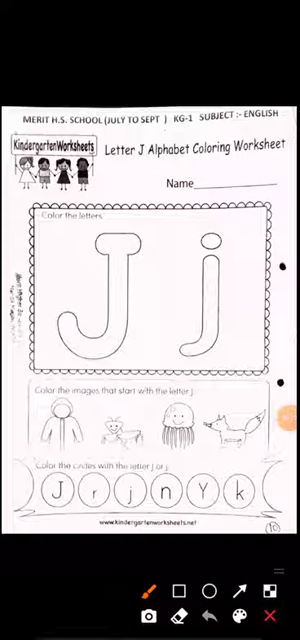 MERIT H.S. SCHOOL (JULY TO SEPT ) KG-1 SUBJECT :- ENGLISH
KindergartenWorksheets
Letter J Alphabet Coloring Worksheet
Name
Color the letters
J j
Color the images that start with the letter j
Color the circles with the letter J or j
J r j n Y k
www.kindergartenworksheets.net
(10)